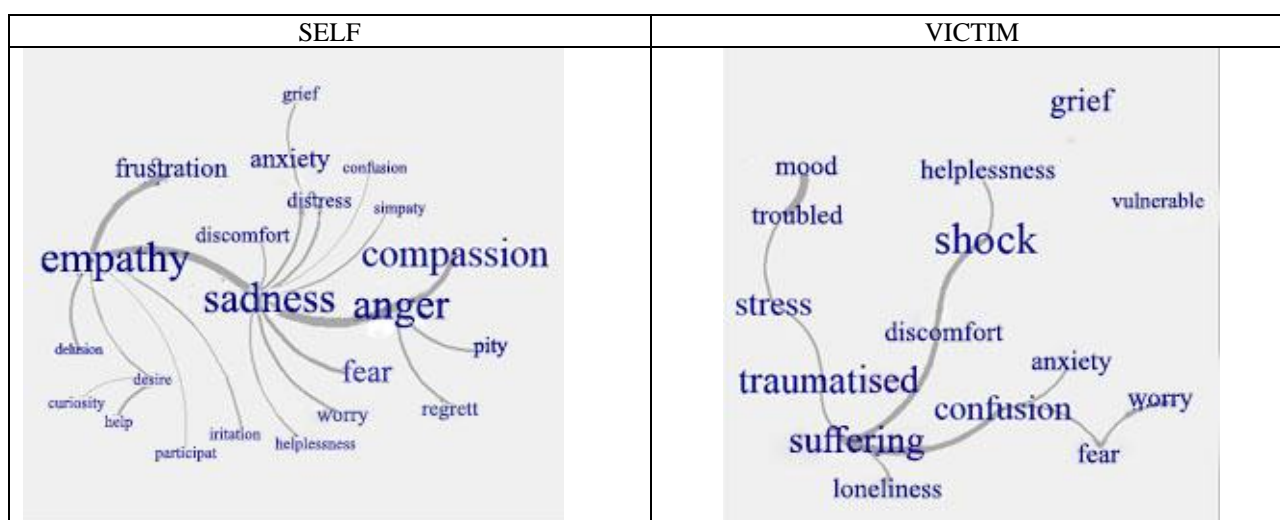 SELF
VICTIM
grief
frustration
anxiety
confusion
distress
simpaty
discomfort
empathy
compassion
sadness
anger
delusion
pity
desire
fear
curiosity
help
worry
regrett
iritation
participat
helplessness
grief
mood
helplessness
troubled
vulnerable
shock
stress
discomfort
anxiety
traumatised
confusion
worry
suffering
fear
loneliness